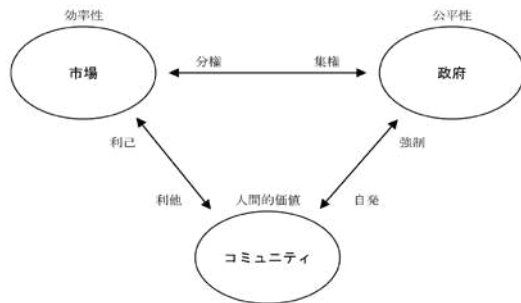 効率性
公平性
市場
分権
集権
政府
利己
強制
利他
人間的価値
自発
コミュニティ